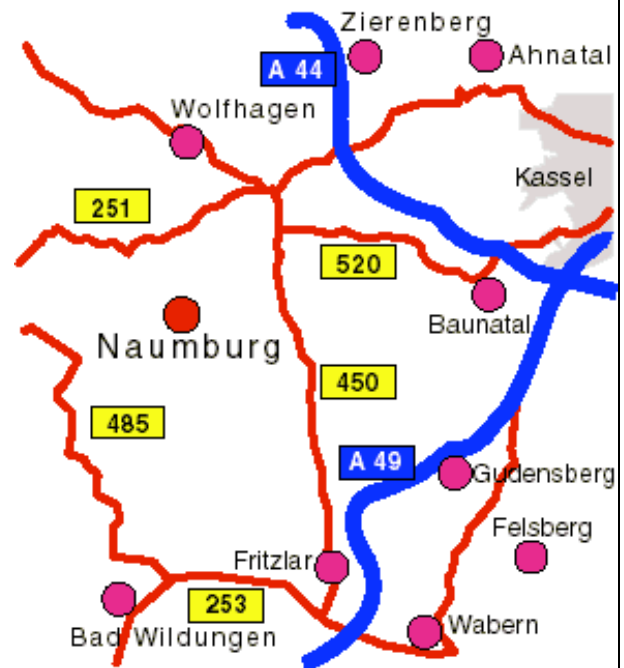 Zierenberg
A 44
Ahnatal
Wolfhagen
Kassel
251
520
Baunatal
Naumburg
450
485
A 49
Gudensberg
Felsberg
Fritzlar
253
Wabern
Bad Wildungen